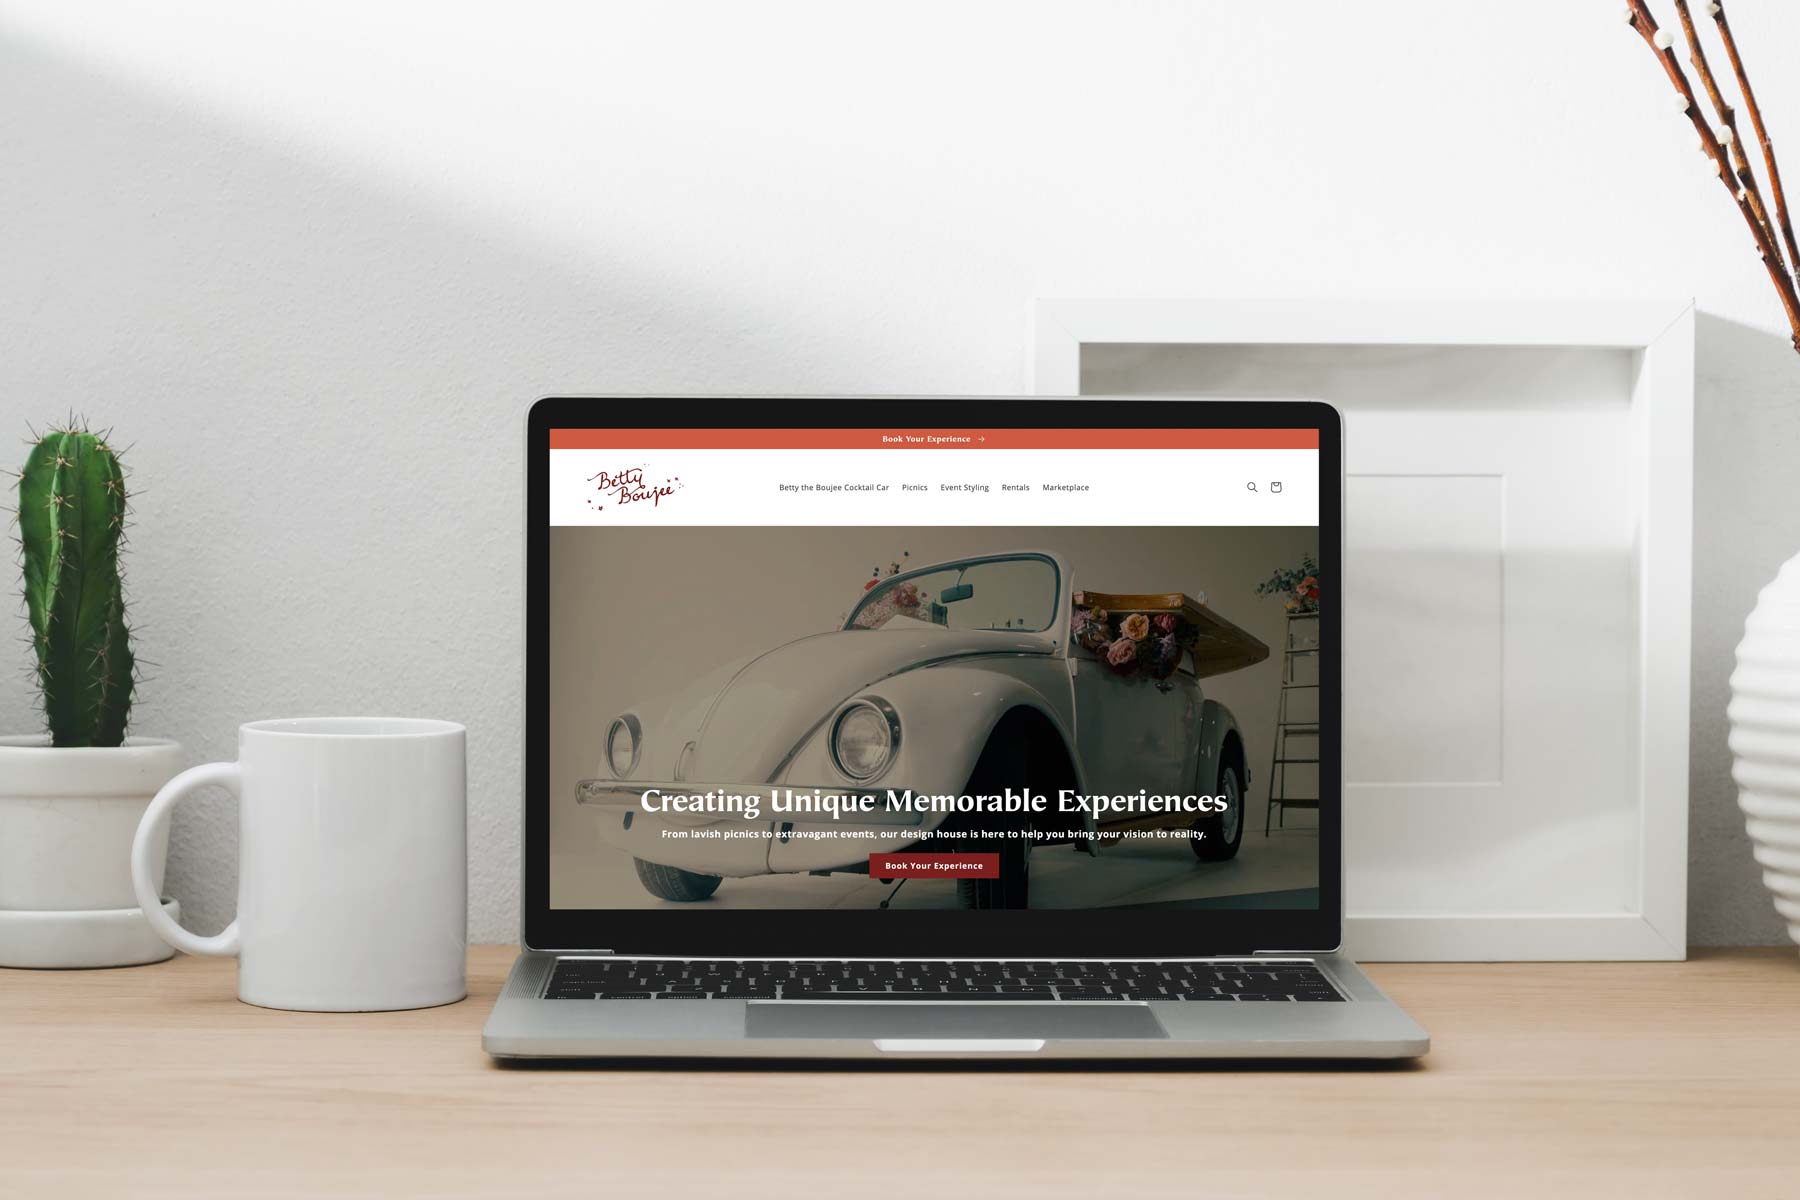 Book Your Experience →
Betty
Boujee
Betty the Boujee Cocktail Car Picnics Event Styling Rentals Marketplace
Creating Unique Memorable Experiences
From lavish picnics to extravagant events, our design house is here to help you bring your vision to reality.
Book Your Experience